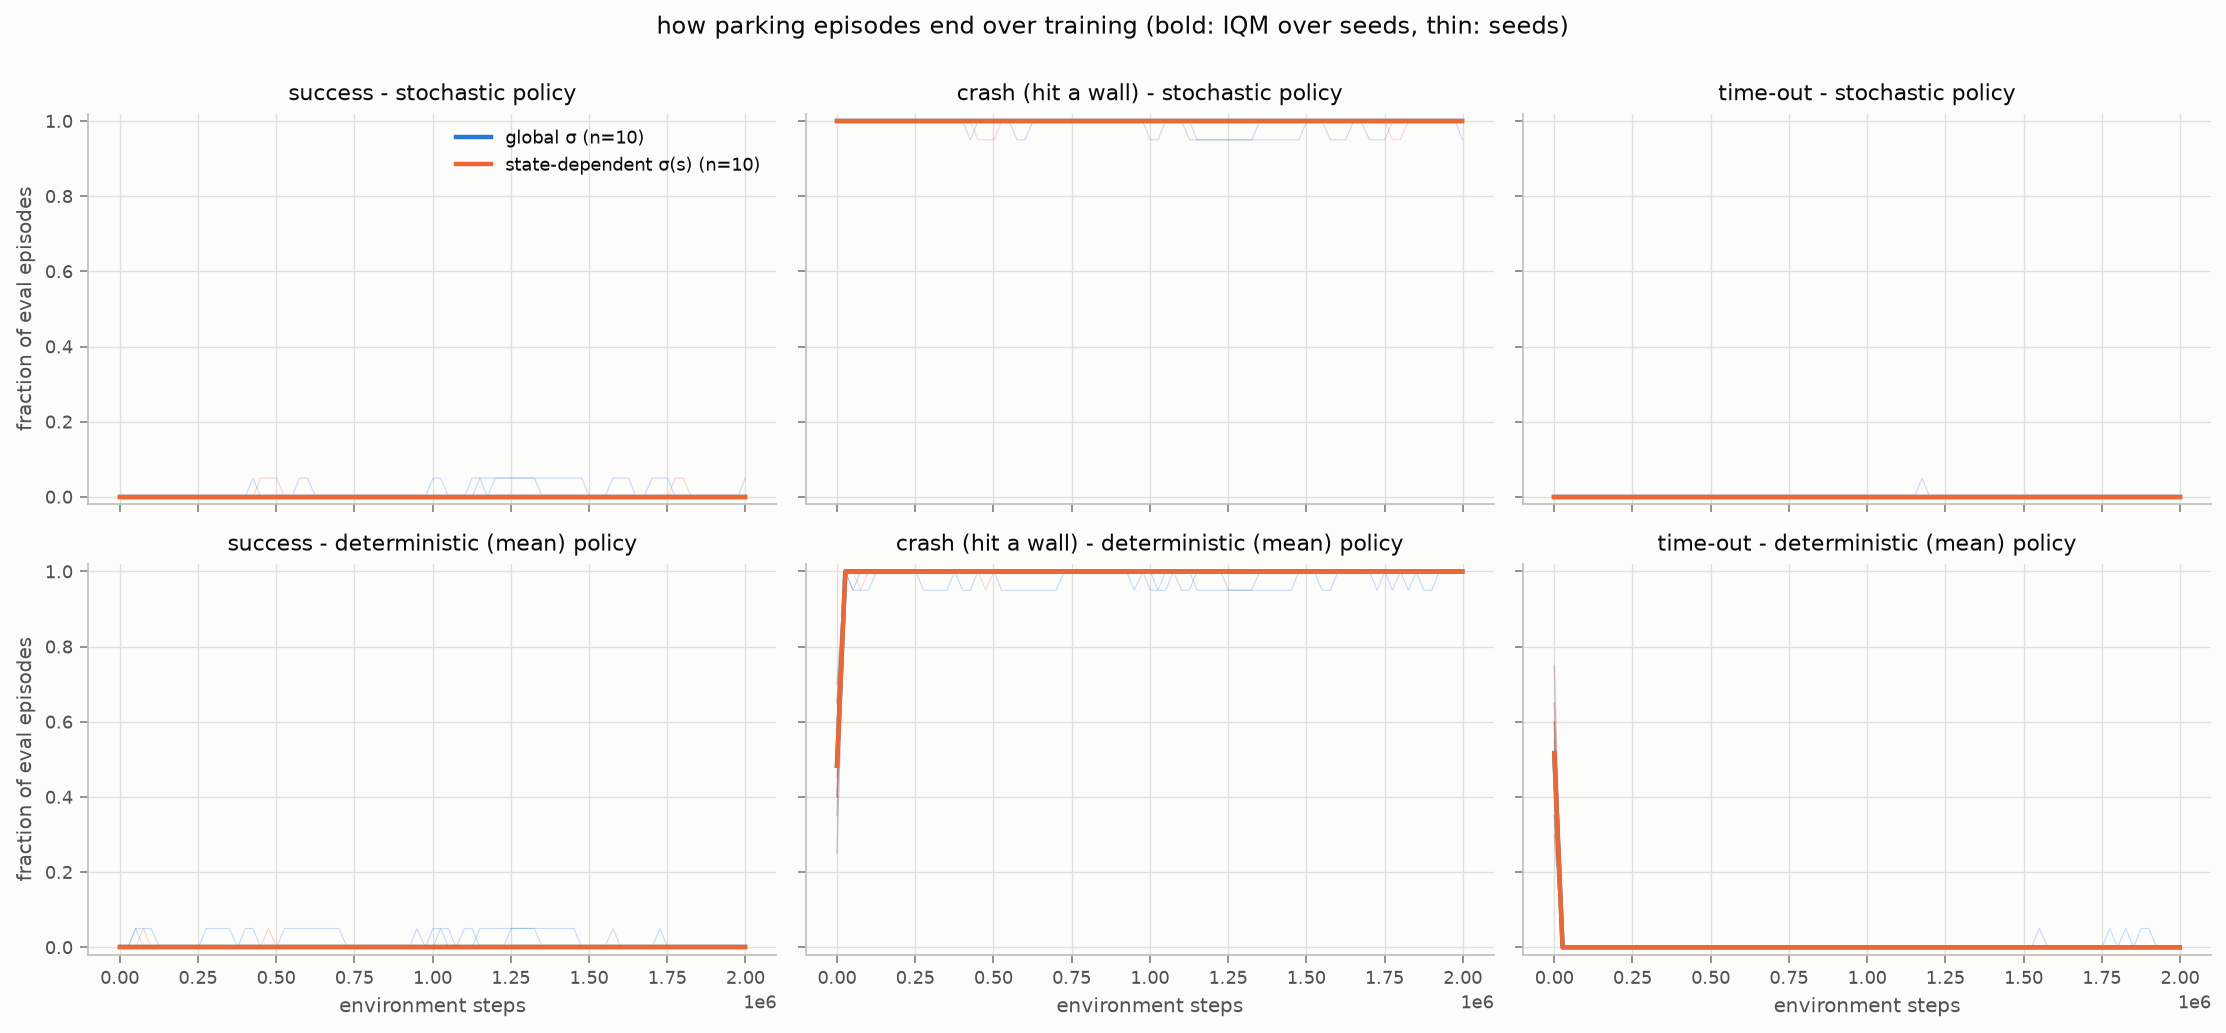 how parking episodes end over training (bold: IQM over seeds, thin: seeds)
success - stochastic policy
crash (hit a wall) - stochastic policy
time-out - stochastic policy
fraction of eval episodes
1.0
0.8
0.6
0.4
0.2
0.0
global σ (n=10)
state-dependent σ(s) (n=10)
success - deterministic (mean) policy
crash (hit a wall) - deterministic (mean) policy
time-out - deterministic (mean) policy
fraction of eval episodes
1.0
0.8
0.6
0.4
0.2
0.0
0.00 0.25 0.50 0.75 1.00 1.25 1.50 1.75 2.00
1e6
environment steps
0.00 0.25 0.50 0.75 1.00 1.25 1.50 1.75 2.00
1e6
environment steps
0.00 0.25 0.50 0.75 1.00 1.25 1.50 1.75 2.00
1e6
environment steps